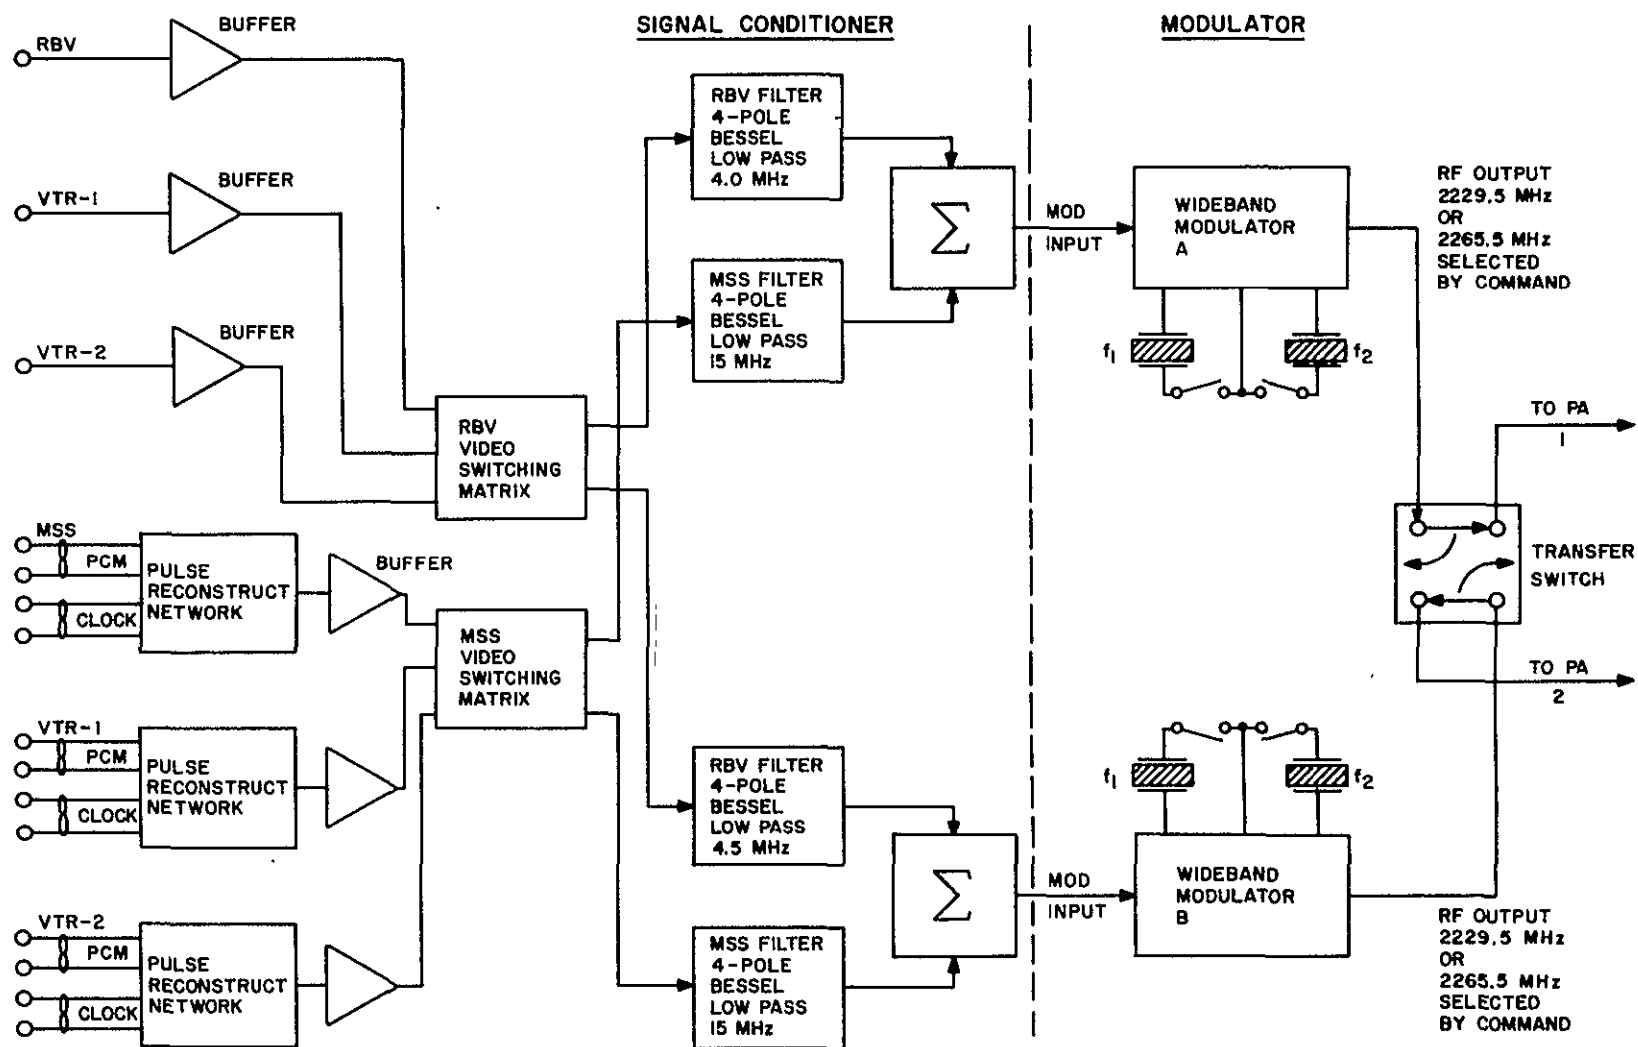 SIGNAL CONDITIONER
MODULATOR
RBV
BUFFER
VTR-1
BUFFER
VTR-2
BUFFER
RBV
VIDEO
SWITCHING
MATRIX
MSS
PCM
CLOCK
PULSE
RECONSTRUCT
NETWORK
BUFFER
MSS
VIDEO
SWITCHING
MATRIX
VTR-1
PCM
CLOCK
PULSE
RECONSTRUCT
NETWORK
VTR-2
PCM
CLOCK
PULSE
RECONSTRUCT
NETWORK
RBV FILTER
4-POLE
BESSEL
LOW PASS
4.0 MHz
MSS FILTER
4-POLE
BESSEL
LOW PASS
15 MHz
Σ
MOD
INPUT
WIDEBAND
MODULATOR
A
f1
f2
RF OUTPUT
2229.5 MHz
OR
2265.5 MHz
SELECTED
BY COMMAND
TO PA
1
TRANSFER
SWITCH
TO PA
2
RBV FILTER
4-POLE
BESSEL
LOW PASS
4.5 MHz
MSS FILTER
4-POLE
BESSEL
LOW PASS
15 MHz
Σ
MOD
INPUT
f1
f2
WIDEBAND
MODULATOR
B
RF OUTPUT
2229.5 MHz
OR
2265.5 MHz
SELECTED
BY COMMAND